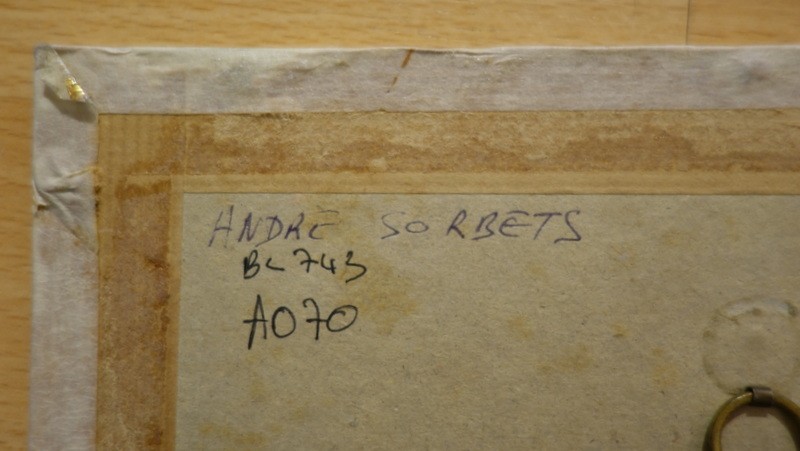 ANDRE SORBETS
BL 743
A070